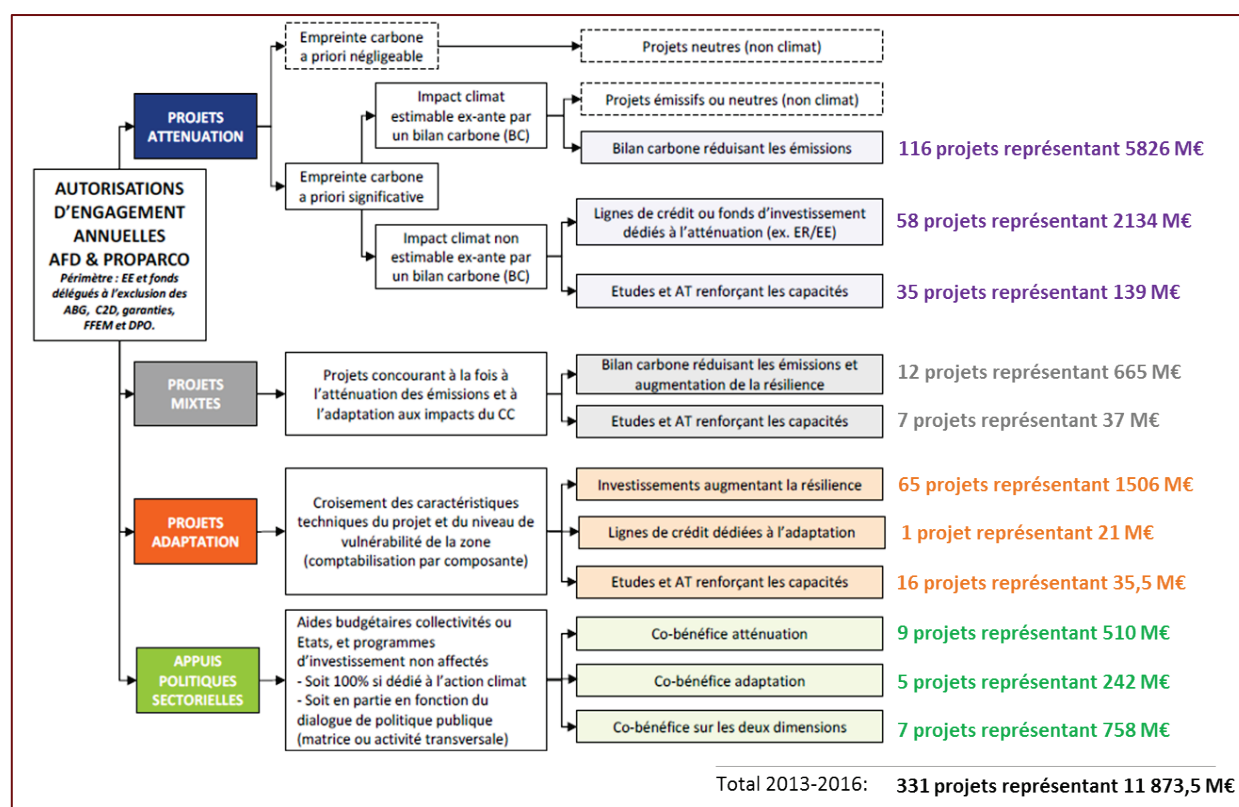 AUTORISATIONS
D'ENGAGEMENT
ANNUELLES
AFD & PROPARCO
Périmètre : EE et fonds
délégués à l'exclusion des
ABG, C2D, garanties,
FFEM et DPO.
PROJETS
ATTENUATION
Empreinte carbone
a priori négligeable
Projets neutres (non climat)
Empreinte carbone
a priori significative
Impact climat
estimable ex-ante par
un bilan carbone (BC)
Projets émissifs ou neutres (non climat)
Bilan carbone réduisant les émissions
116 projets représentant 5826 M€
Impact climat non
estimable ex-ante par
un bilan carbone (BC)
Lignes de crédit ou fonds d'investissement
dédiés à l'atténuation (ex. ER/EE)
58 projets représentant 2134 M€
Etudes et AT renforçant les capacités
35 projets représentant 139 M€
PROJETS
MIXTES
Projets concourant à la fois à
l'atténuation des émissions et à
l'adaptation aux impacts du CC
Bilan carbone réduisant les émissions et
augmentation de la résilience
12 projets représentant 665 M€
Etudes et AT renforçant les capacités
7 projets représentant 37 M€
PROJETS
ADAPTATION
Croisement des caractéristiques
techniques du projet et du niveau de
vulnérabilité de la zone
(comptabilisation par composante)
Investissements augmentant la résilience
65 projets représentant 1506 M€
Lignes de crédit dédiées à l'adaptation
1 projet représentant 21 M€
Etudes et AT renforçant les capacités
16 projets représentant 35,5 M€
APPUIS
POLITIQUES
SECTORIELLES
Aides budgétaires collectivités ou
Etats, et programmes
d'investissement non affectés
- Soit 100% si dédié à l'action climat
- Soit en partie en fonction du
dialogue de politique publique
(matrice ou activité transversale)
Co-bénéfice atténuation
9 projets représentant 510 M€
Co-bénéfice adaptation
5 projets représentant 242 M€
Co-bénéfice sur les deux dimensions
7 projets représentant 758 M€
Total 2013-2016: 331 projets représentant 11 873,5 M€